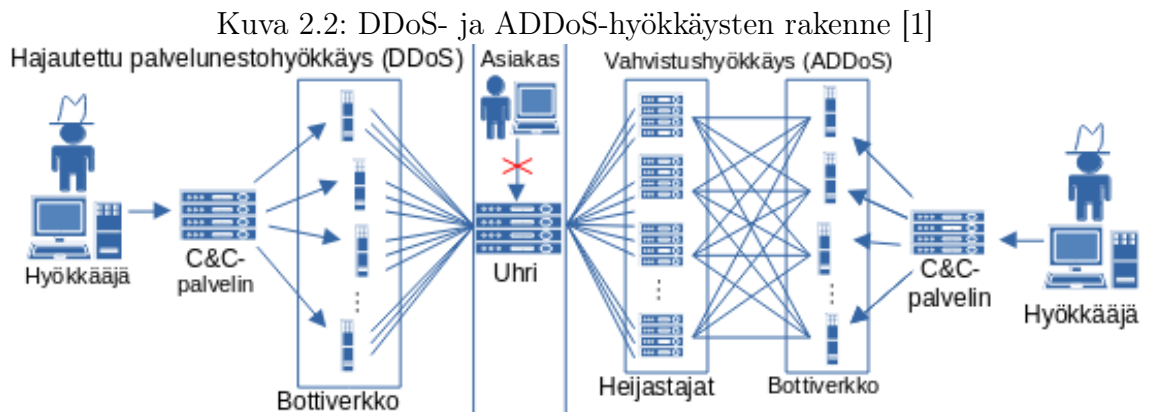 Kuva 2.2: DDoS- ja ADDoS-hyökkäysten rakenne [1]
Hajautettu palvelunestohyökkäys (DDoS)
Asiakas
Vahvistushyökkäys (ADDoS)
Hyökkääjä
C&C-
palvelin
Bottiverkko
Uhri
Heijastajat
Bottiverkko
C&C-
palvelin
Hyökkääjä